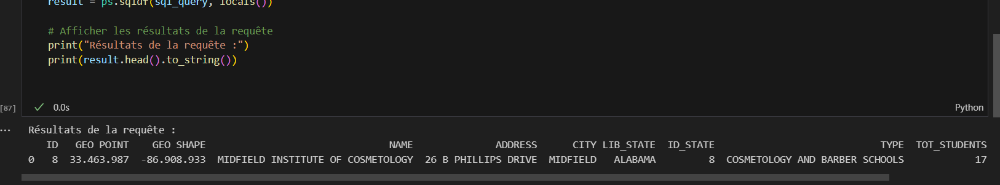 result = ps.sqldf(sql_query, locals())
# Afficher les résultats de la requête
print("Résultats de la requête :")
print(result.head().to_string())
[87] 0.0s Python
... Résultats de la requête :
ID GEO POINT GEO SHAPE NAME ADDRESS CITY LIB_STATE ID_STATE TYPE TOT_STUDENTS
0 8 33.463.987 -86.908.933 MIDFIELD INSTITUTE OF COSMETOLOGY 26 B PHILLIPS DRIVE MIDFIELD ALABAMA 8 COSMETOLOGY AND BARBER SCHOOLS 17